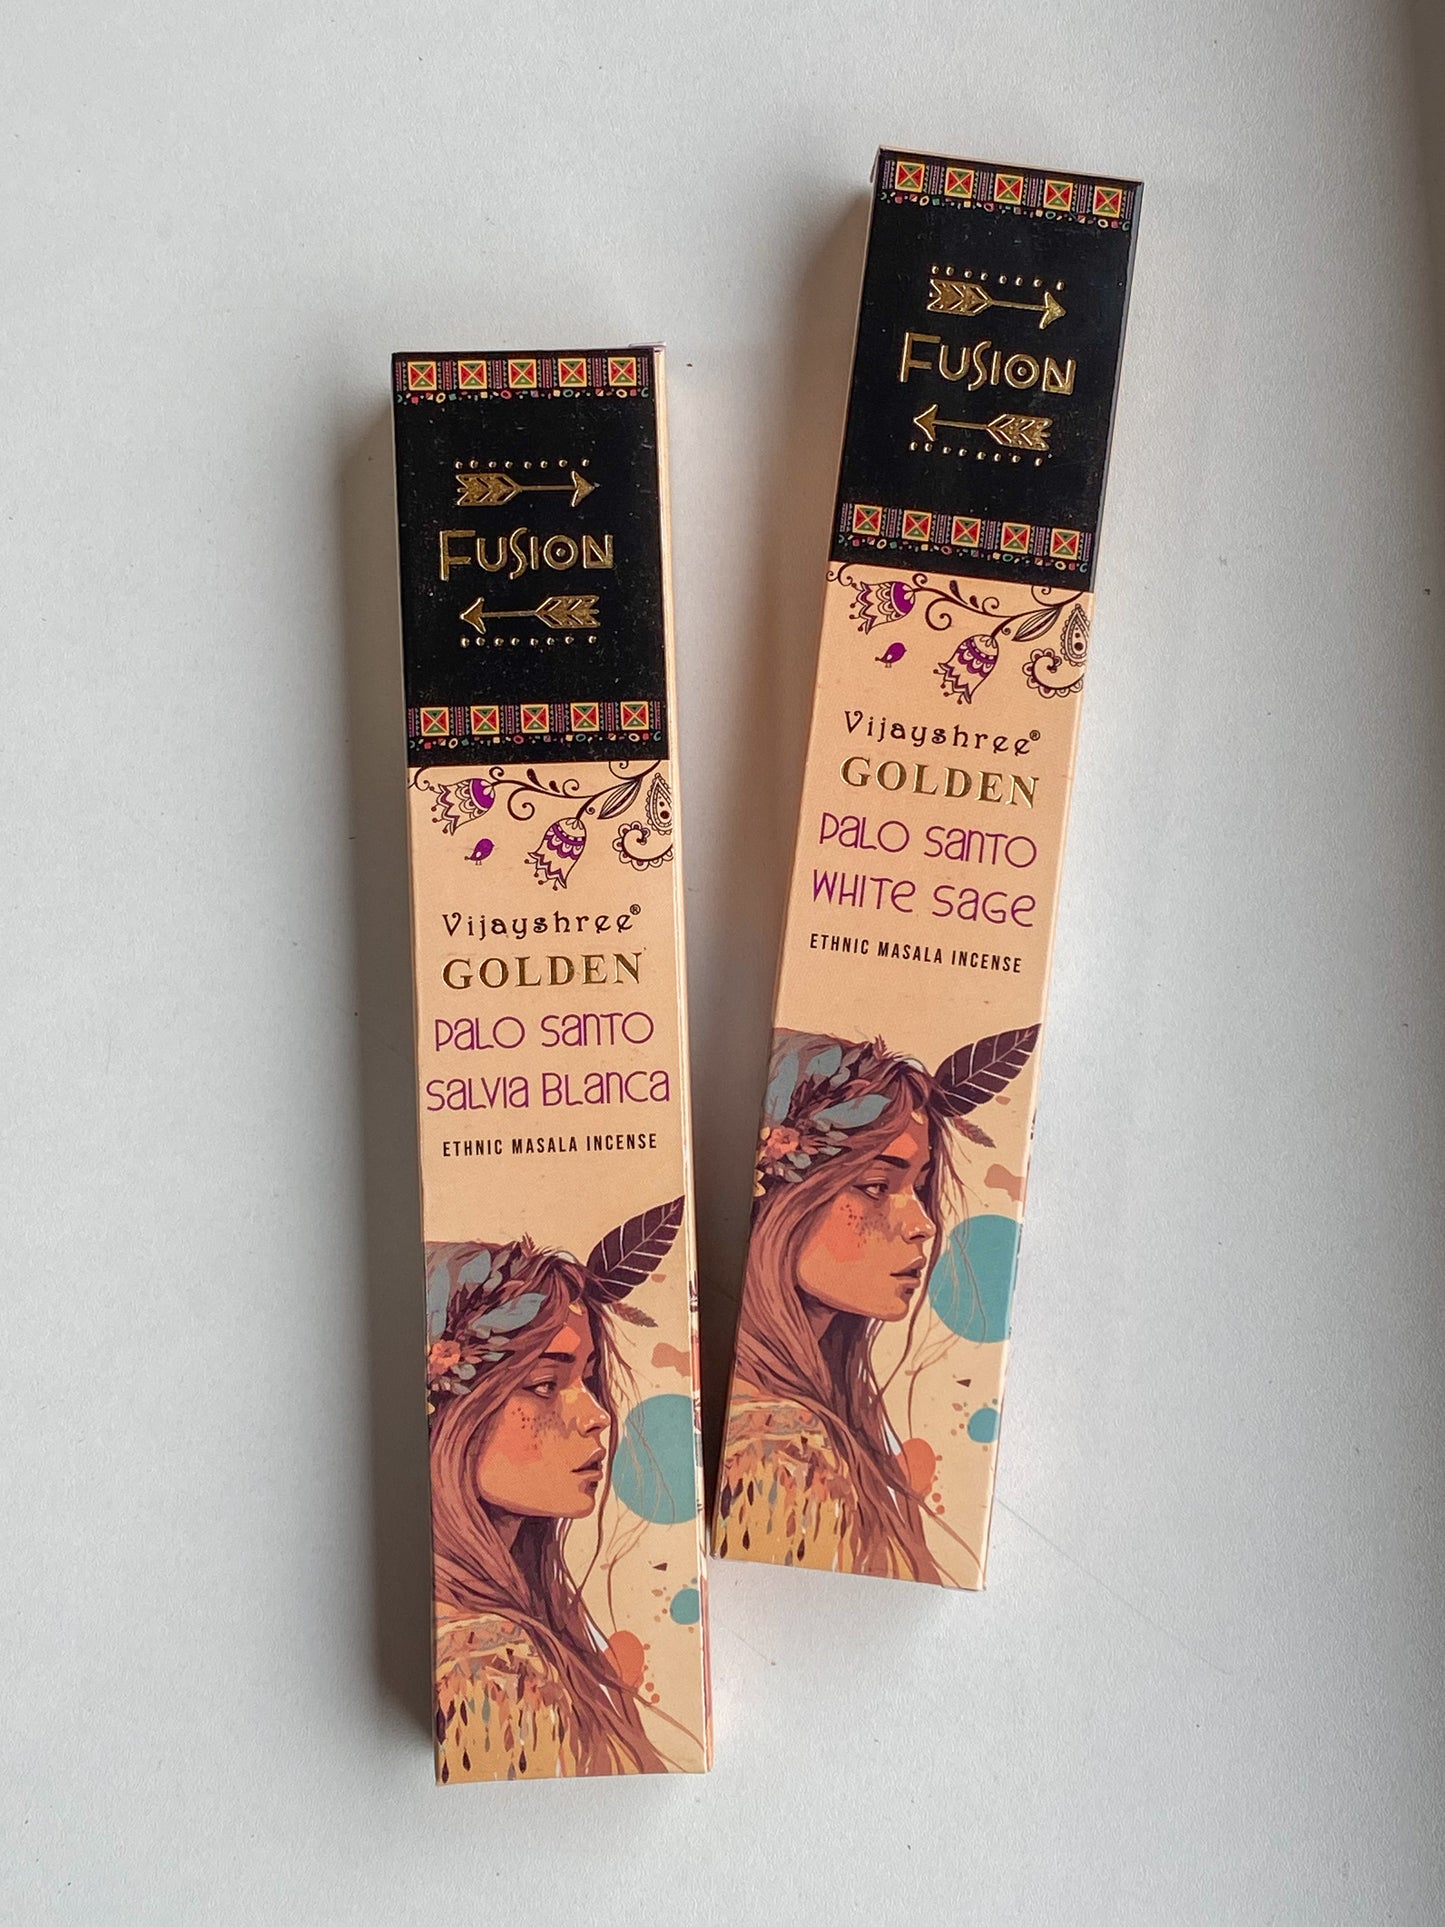 FUSION
Vijayshree®
GOLDEN
PALO SANTO
SALVIA BLANCA
ETHNIC MASALA INCENSE
FUSION
Vijayshree®
GOLDEN
PALO SANTO
WHITE SAGE
ETHNIC MASALA INCENSE